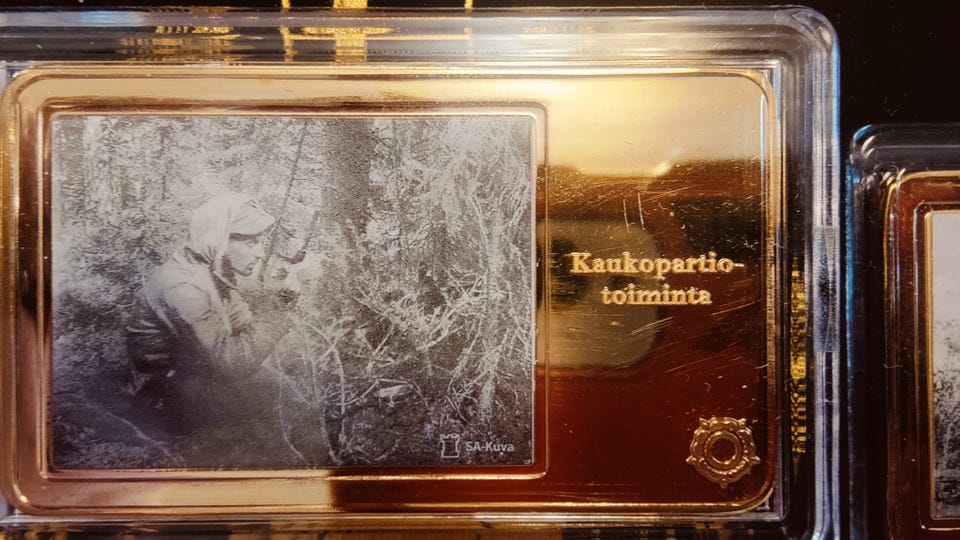 Kaukopartio-
toiminta
SA-Kuva